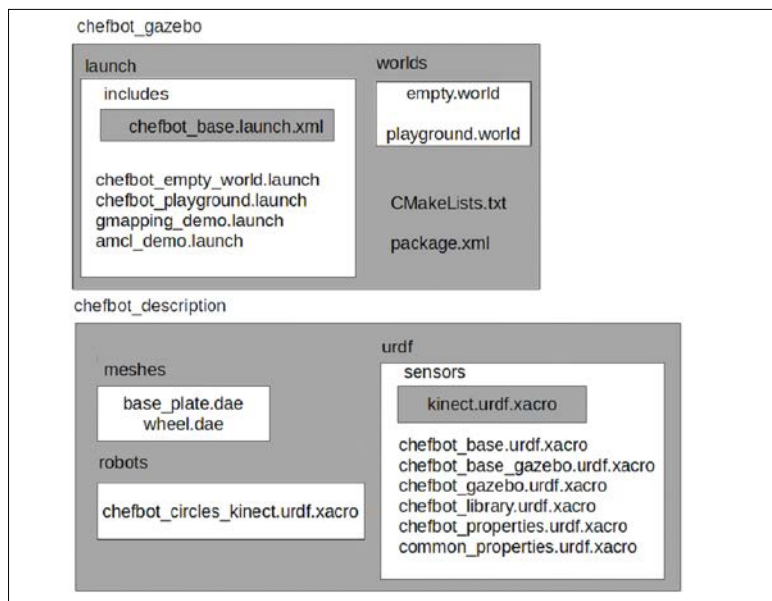 chefbot_gazebo
launch
includes
chefbot_base.launch.xml
chefbot_empty_world.launch
chefbot_playground.launch
gmapping_demo.launch
amcl_demo.launch
worlds
empty.world
playground.world
CMakeLists.txt
package.xml
chefbot_description
meshes
base_plate.dae
wheel.dae
robots
chefbot_circles_kinect.urdf.xacro
urdf
sensors
kinect.urdf.xacro
chefbot_base.urdf.xacro
chefbot_base_gazebo.urdf.xacro
chefbot_gazebo.urdf.xacro
chefbot_library.urdf.xacro
chefbot_properties.urdf.xacro
common_properties.urdf.xacro